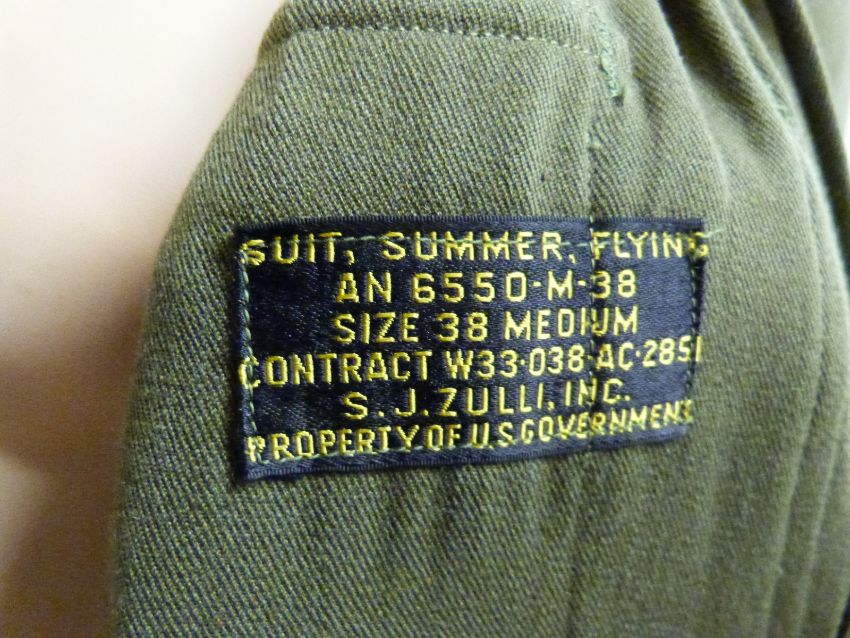 SUIT, SUMMER, FLYING
AN 6550-M-38
SIZE 38 MEDIUM
CONTRACT W33-038-AC-2851
S.J.ZULLI, INC.
PROPERTY OF U.S.GOVERNMENT